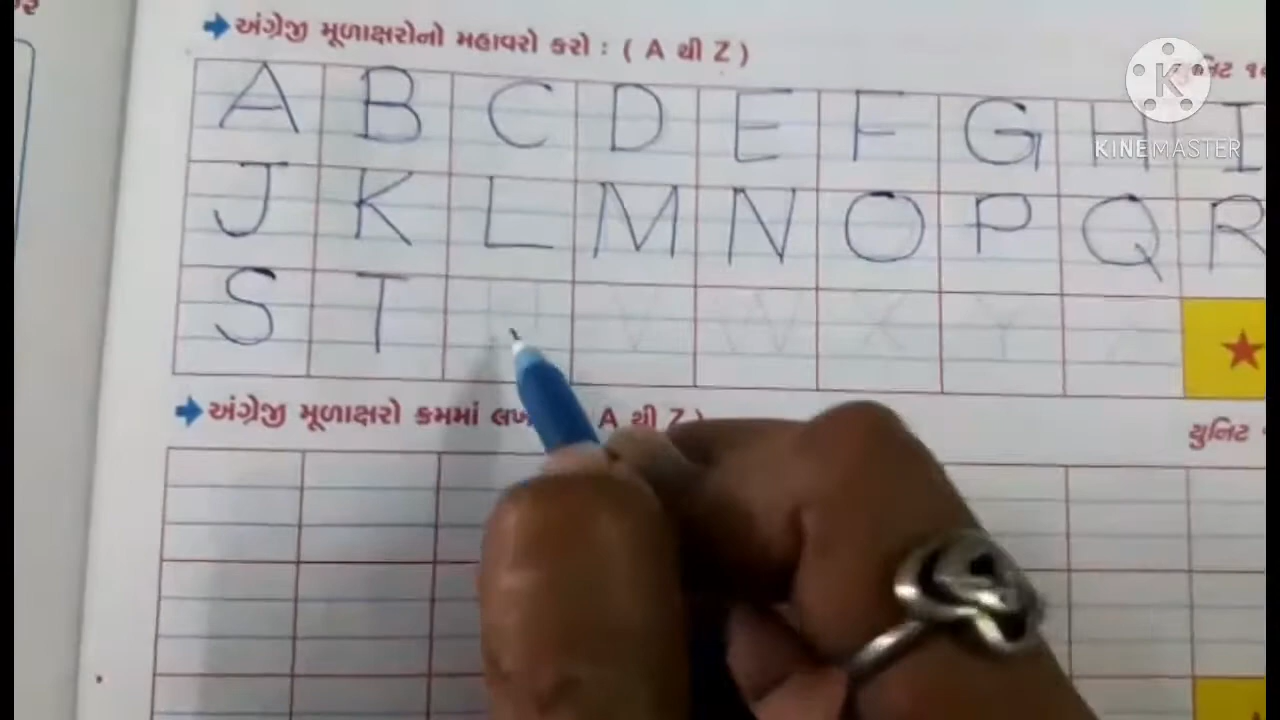 ➡ અંગ્રેજી મૂળાક્ષરોનો મહાવરો કરો : ( A થી Z )
KINEMASTER
A B C D E F G H I
J K L M N O P Q R
S T U V W X Y
➡ અંગ્રેજી મૂળાક્ષરો ક્રમમાં A થી Z )
યુનિટ